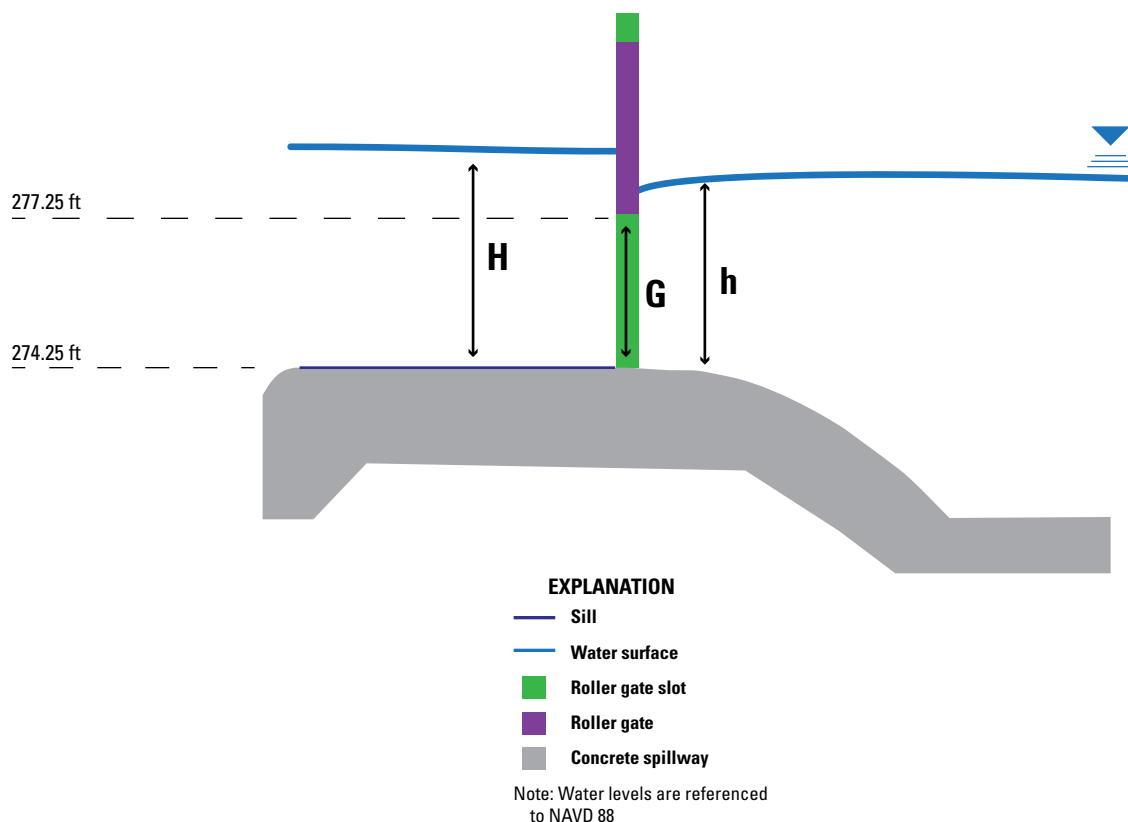 277.25 ft
H
G
h
274.25 ft
EXPLANATION
Sill
Water surface
Roller gate slot
Roller gate
Concrete spillway
Note: Water levels are referenced
to NAVD 88